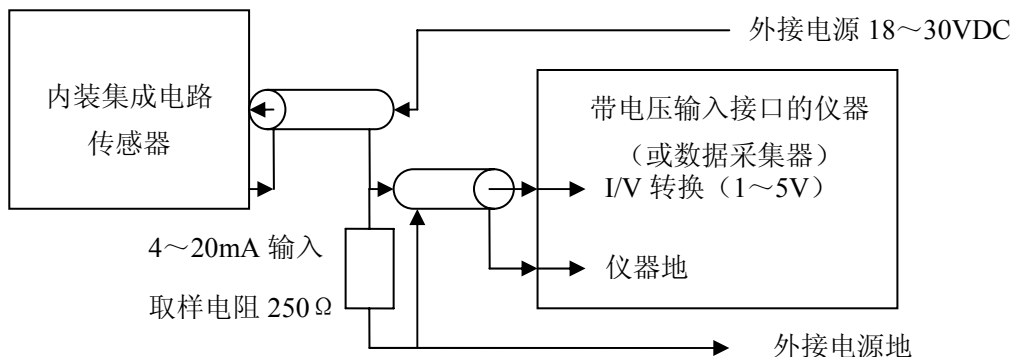 外接电源 18～30VDC
内装集成电路
传感器
带电压输入接口的仪器
（或数据采集器）
I/V 转换（1～5V）
4～20mA 输入
取样电阻 250Ω
仪器地
外接电源地